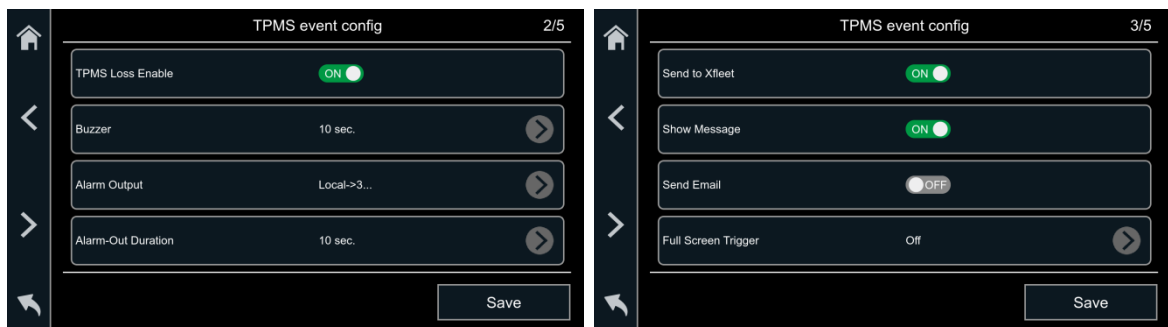 TPMS event config 2/5
TPMS Loss Enable ON
Buzzer 10 sec.
Alarm Output Local->3...
Alarm-Out Duration 10 sec.
Save
TPMS event config 3/5
Send to Xfleet ON
Show Message ON
Send Email OFF
Full Screen Trigger Off
Save